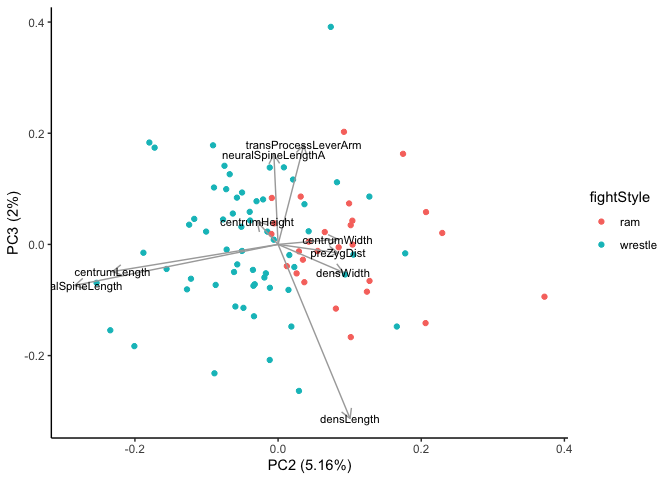 0.4
0.2
0.0
-0.2
PC3 (2%)
transProcessLeverArm
neuralSpineLengthA
centrumHeight
centrumWidth
preZygDist
centrumLength
densWidth
alSpineLength
densLength
-0.2
0.0
0.2
0.4
PC2 (5.16%)
fightStyle
ram
wrestle